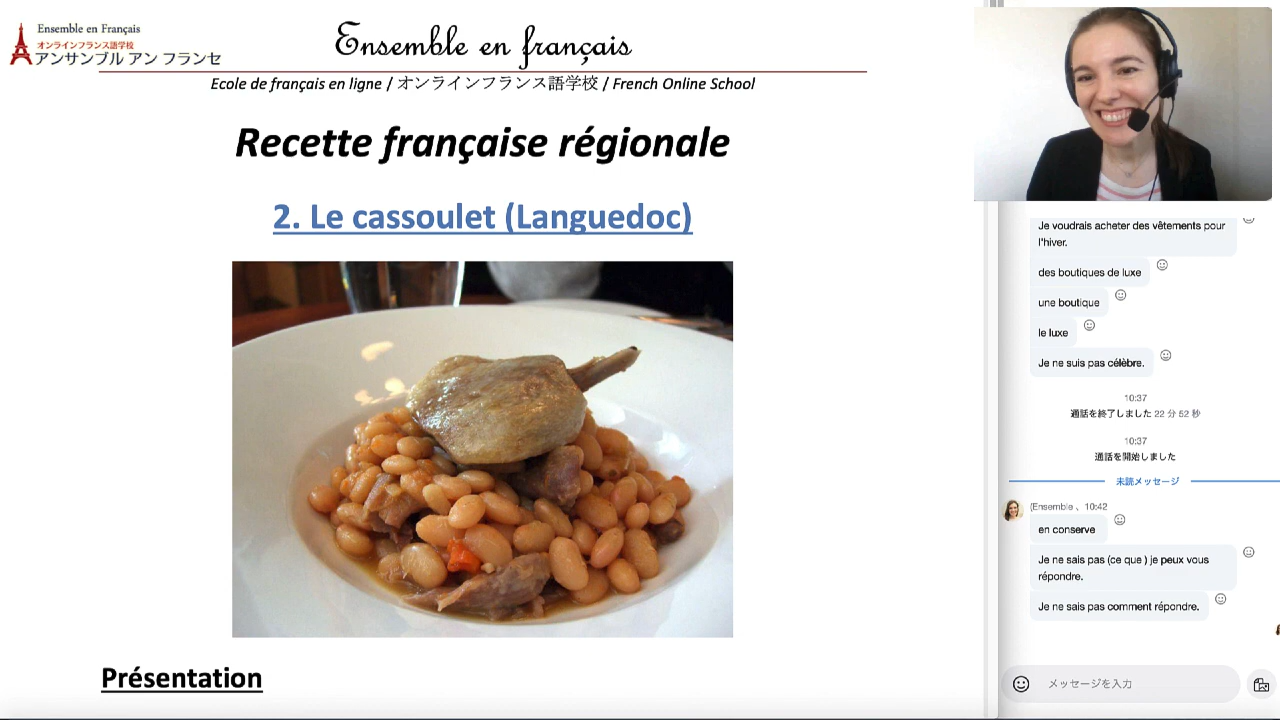 Ensemble en Français
オンラインフランス語学校
アンサンブル アン フランセ
Ensemble en français
Ecole de français en ligne / オンラインフランス語学校 / French Online School
Recette française régionale
2. Le cassoulet (Languedoc)
Présentation
Je voudrais acheter des vêtements pour
l'hiver.
des boutiques de luxe
une boutique
le luxe
Je ne suis pas célèbre.
10:37
通話を終了しました 22 分 52 秒
10:37
通話を開始しました
未読メッセージ
(Ensemble 、 10:42
en conserve
Je ne sais pas (ce que ) je peux vous
répondre.
Je ne sais pas comment répondre.
メッセージを入力